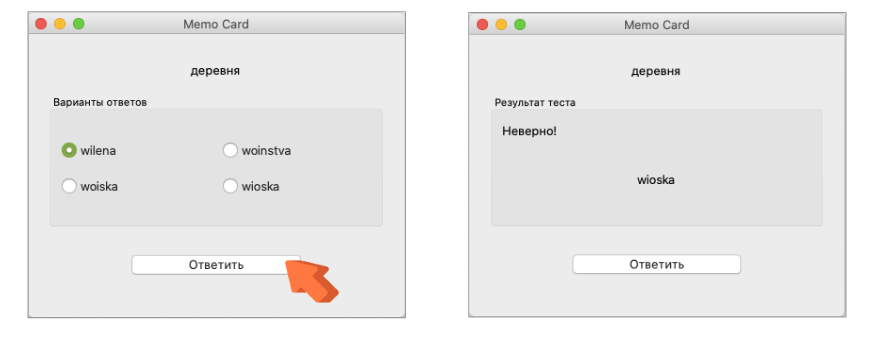 Memo Card
деревня
Варианты ответов
wilena
woinstva
woiska
wioska
Ответить
Memo Card
деревня
Результат теста
Неверно!
wioska
Ответить